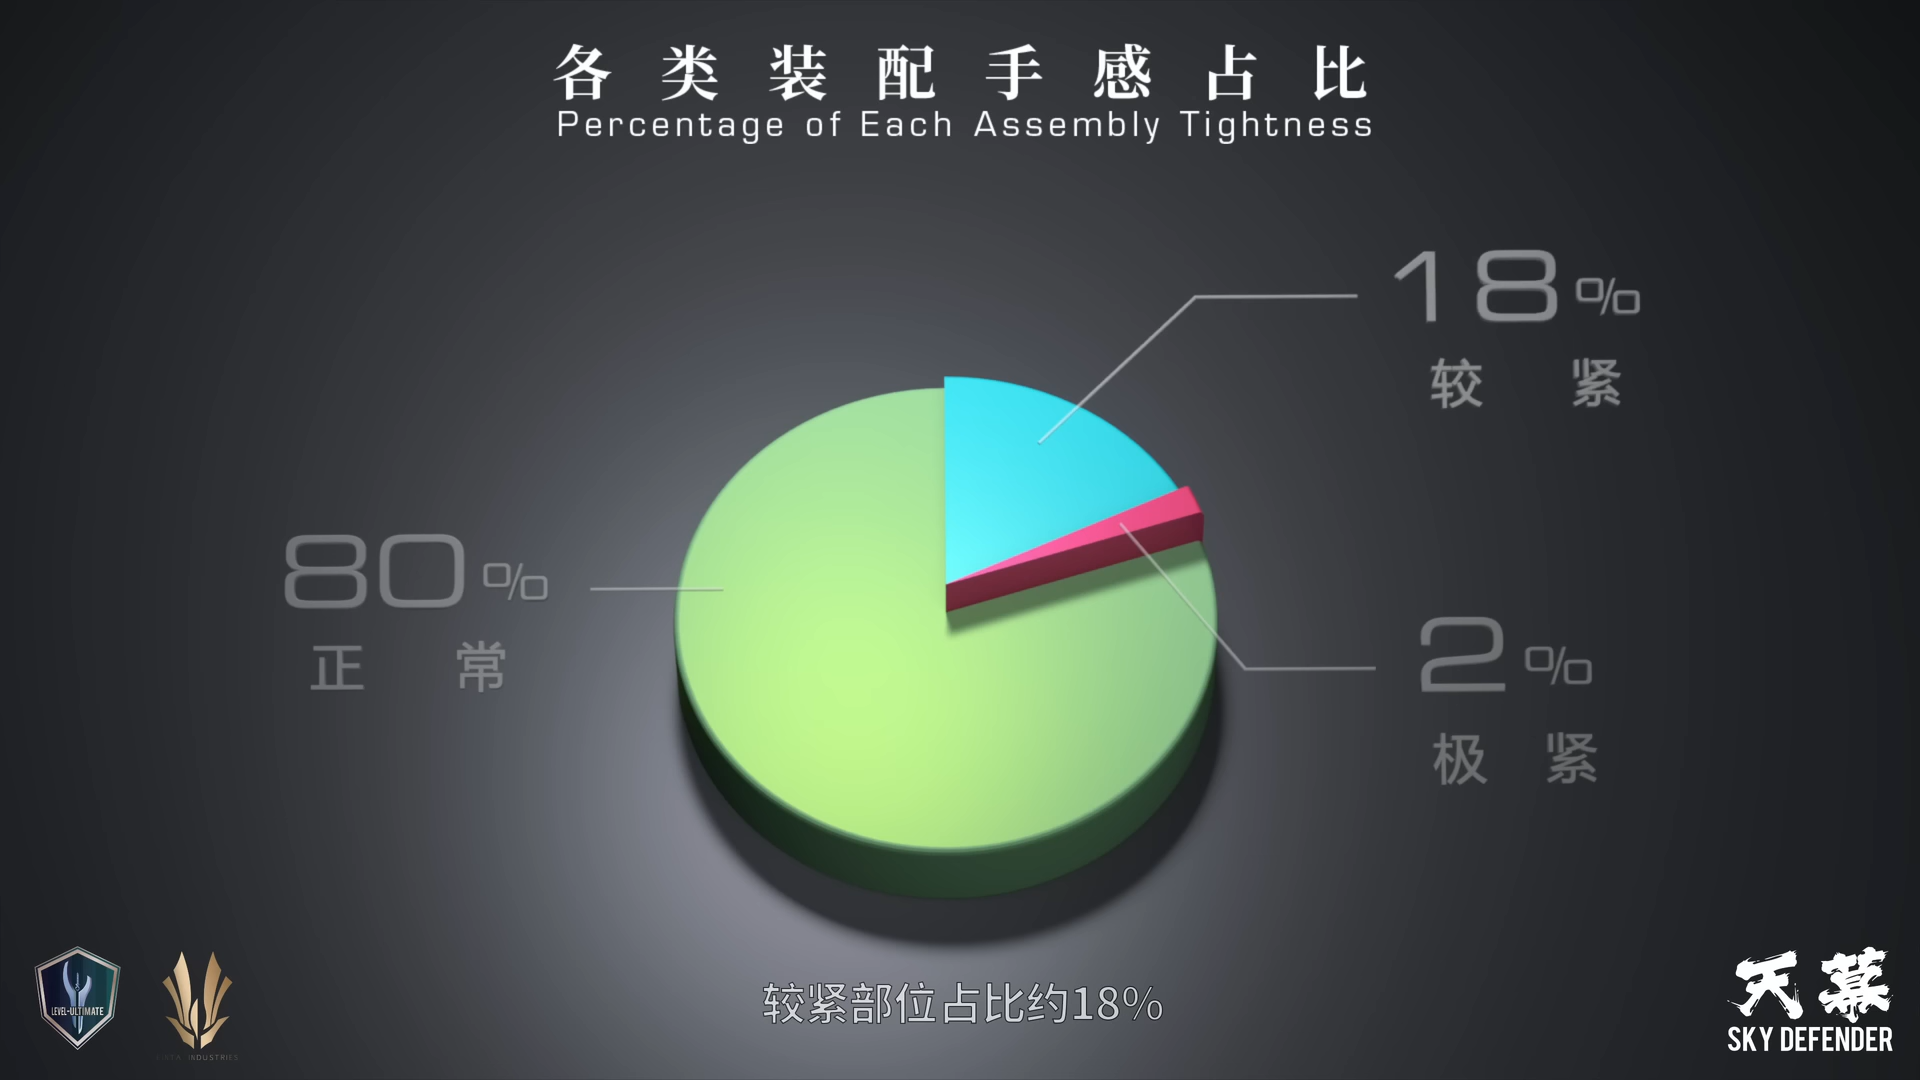 各类装配手感占比
Percentage of Each Assembly Tightness
18%
较紧
80%
正常
2%
极紧
较紧部位占比约18%
LEVEL-ULTIMATE
INDUSTRIES
天幕
SKY DEFENDER